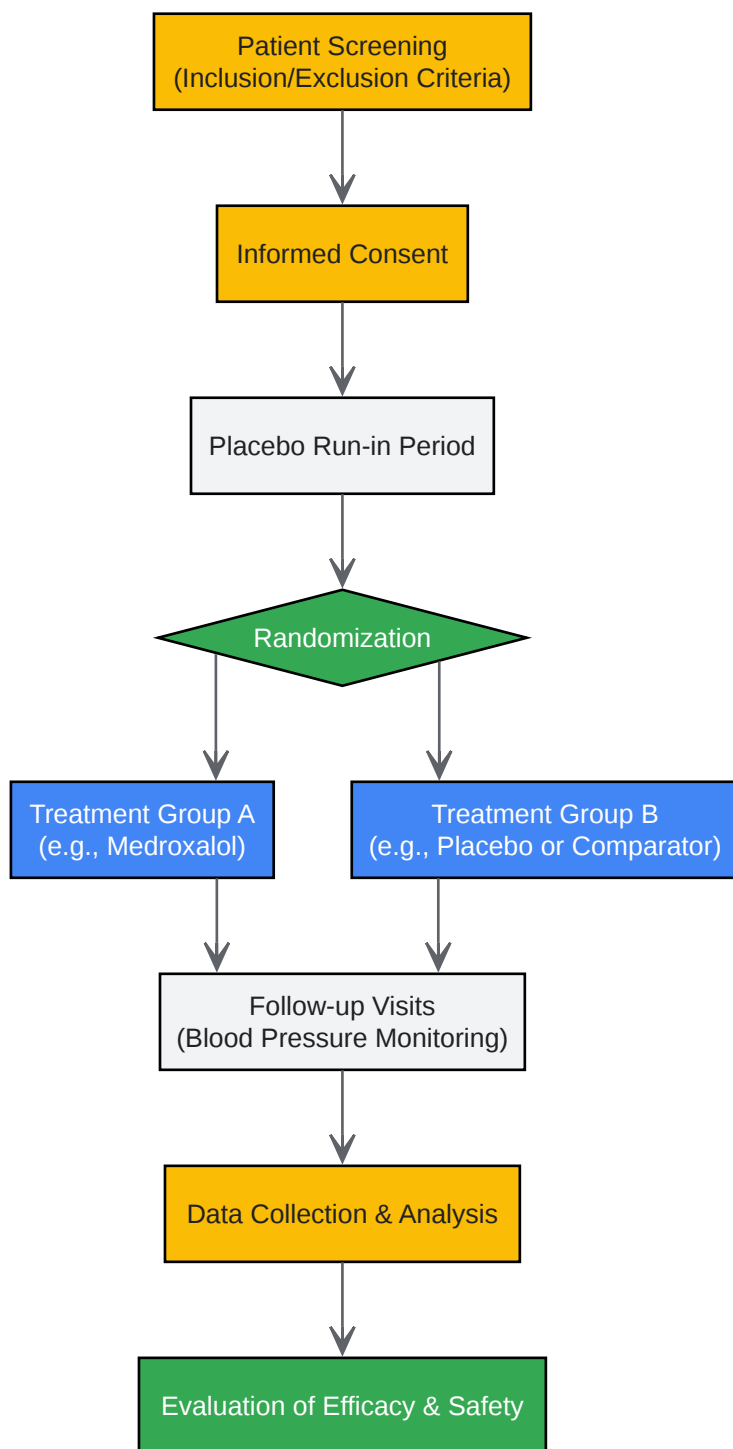 Patient Screening
(Inclusion/Exclusion Criteria)
Informed Consent
Placebo Run-in Period
Randomization
Treatment Group A
(e.g., Medroxalol)
Treatment Group B
(e.g., Placebo or Comparator)
Follow-up Visits
(Blood Pressure Monitoring)
Data Collection & Analysis
Evaluation of Efficacy & Safety